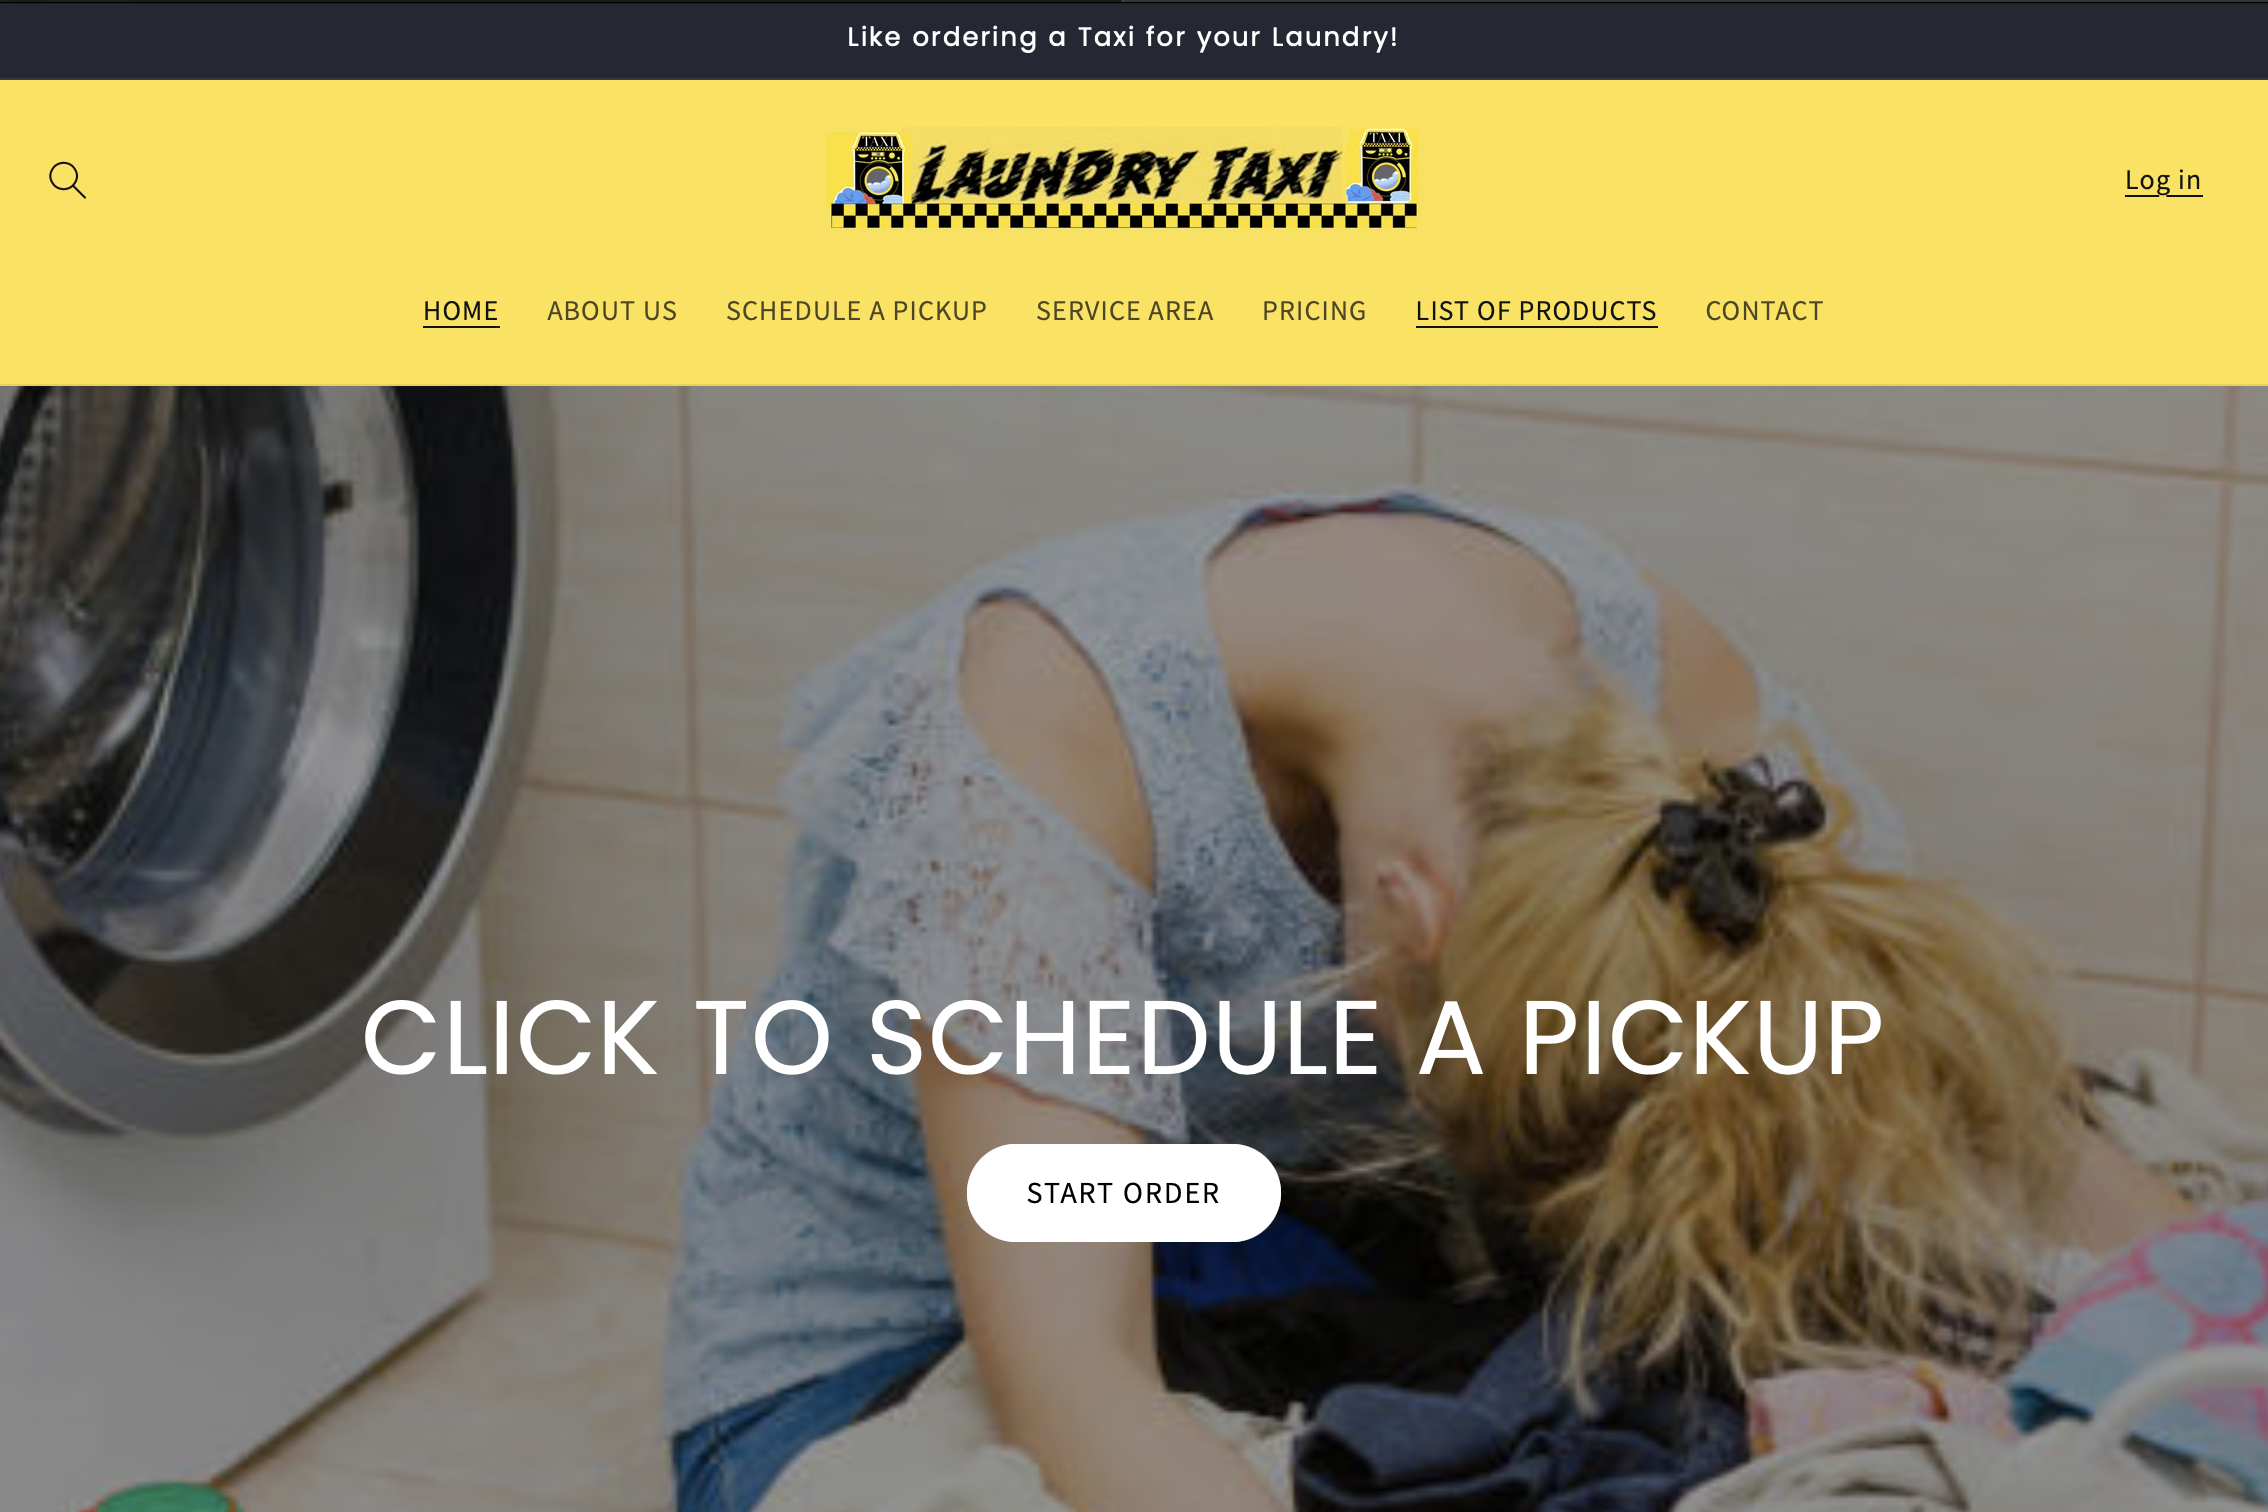 Like ordering a Taxi for your Laundry!
TAXI LAUNDRY TAXI TAXI
Log in
HOME ABOUT US SCHEDULE A PICKUP SERVICE AREA PRICING LIST OF PRODUCTS CONTACT
CLICK TO SCHEDULE A PICKUP
START ORDER